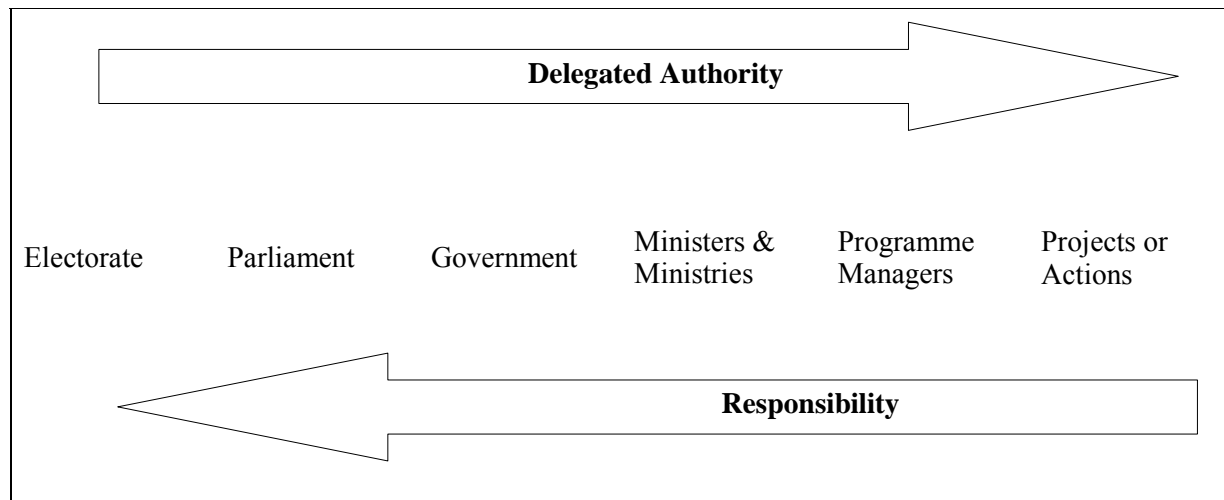 Delegated Authority
Electorate
Parliament
Government
Ministers &
Ministries
Programme
Managers
Projects or
Actions
Responsibility